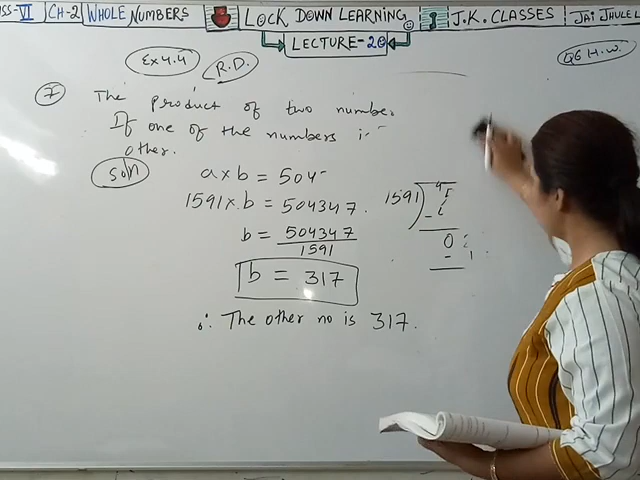 SS-VI CH-2 WHOLE NUMBERS LOCK DOWN LEARNING J.K. CLASSES JAI JHULE
LECTURE-20
Ex 4.4 R.D. Q6 H.W.
7 The product of two number
If one of the numbers is
other.
Soln a x b = 504
1591 x b = 504347.
b = 504347
1591
b = 317
∴ The other no is 317.
1591